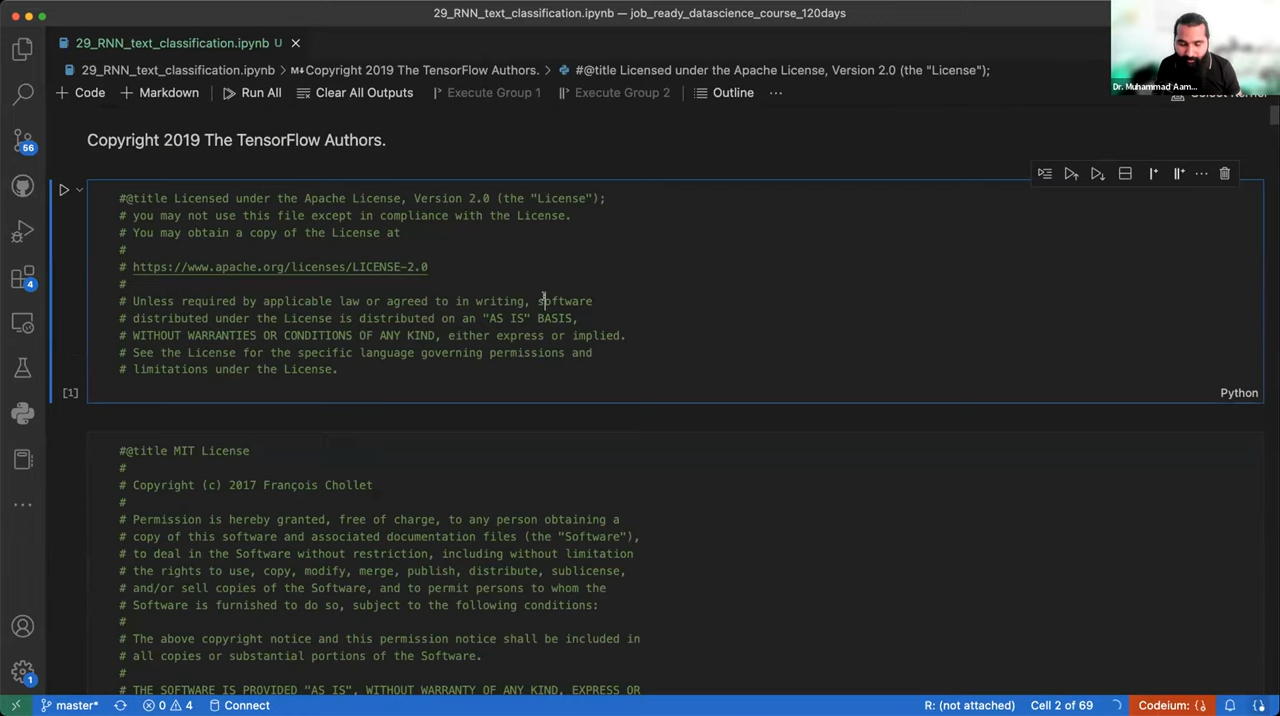 29_RNN_text_classification.ipynb — job_ready_datascience_course_120days
29_RNN_text_classification.ipynb U
29_RNN_text_classification.ipynb > M↓Copyright 2019 The TensorFlow Authors. > #@title Licensed under the Apache License, Version 2.0 (the "License");
+ Code + Markdown Run All Clear All Outputs Execute Group 1 Execute Group 2 Outline ...
Dr. Muhammad Aam...
Copyright 2019 The TensorFlow Authors.
#@title Licensed under the Apache License, Version 2.0 (the "License");
# you may not use this file except in compliance with the License.
# You may obtain a copy of the License at
#
# https://www.apache.org/licenses/LICENSE-2.0
#
# Unless required by applicable law or agreed to in writing, software
# distributed under the License is distributed on an "AS IS" BASIS,
# WITHOUT WARRANTIES OR CONDITIONS OF ANY KIND, either express or implied.
# See the License for the specific language governing permissions and
# limitations under the License.
[1]
Python
#@title MIT License
#
# Copyright (c) 2017 François Chollet
#
# Permission is hereby granted, free of charge, to any person obtaining a
# copy of this software and associated documentation files (the "Software"),
# to deal in the Software without restriction, including without limitation
# the rights to use, copy, modify, merge, publish, distribute, sublicense,
# and/or sell copies of the Software, and to permit persons to whom the
# Software is furnished to do so, subject to the following conditions:
#
# The above copyright notice and this permission notice shall be included in
# all copies or substantial portions of the Software.
#
# THE SOFTWARE IS PROVIDED "AS IS", WITHOUT WARRANTY OF ANY KIND, EXPRESS OR
56
4
1
master* 0 4 Connect R: (not attached) Cell 2 of 69 Codeium: {}